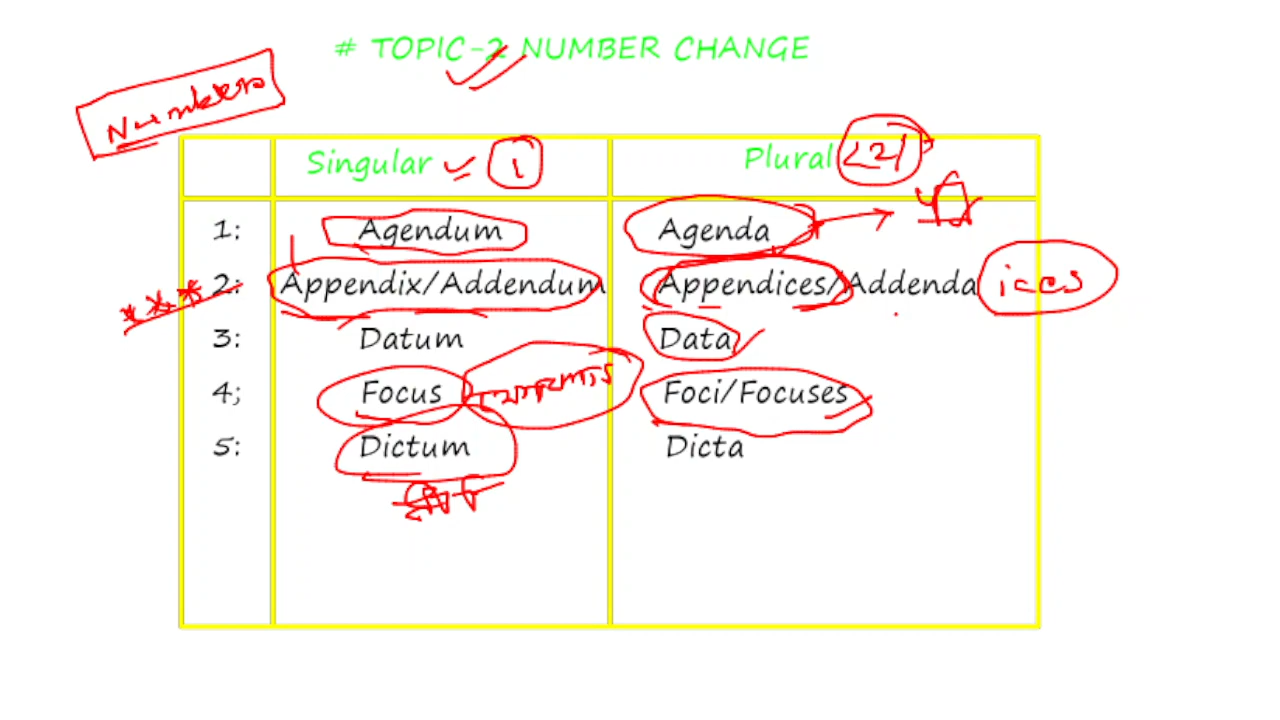 # TOPIC-2 NUMBER CHANGE
Numbers
Singular 1 Plural
1: Agendum Agenda
2: Appendix/Addendum Appendices/Addenda ices
3: Datum Data
4; Focus Foci/Focuses
5: Dictum Dicta